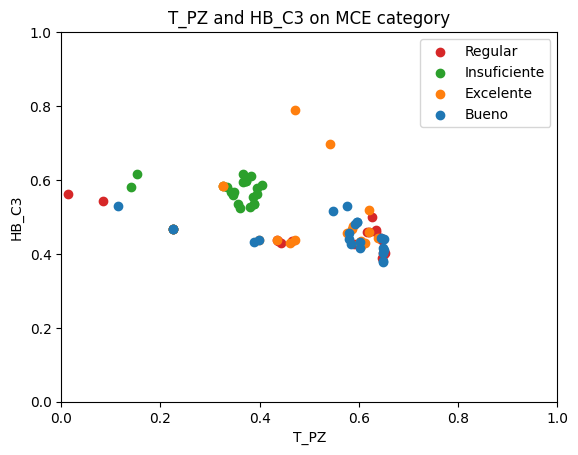 T_PZ and HB_C3 on MCE category
Regular
Insuficiente
Excelente
Bueno
HB_C3
1.0
0.8
0.6
0.4
0.2
0.0
0.0 0.2 0.4 0.6 0.8 1.0
T_PZ